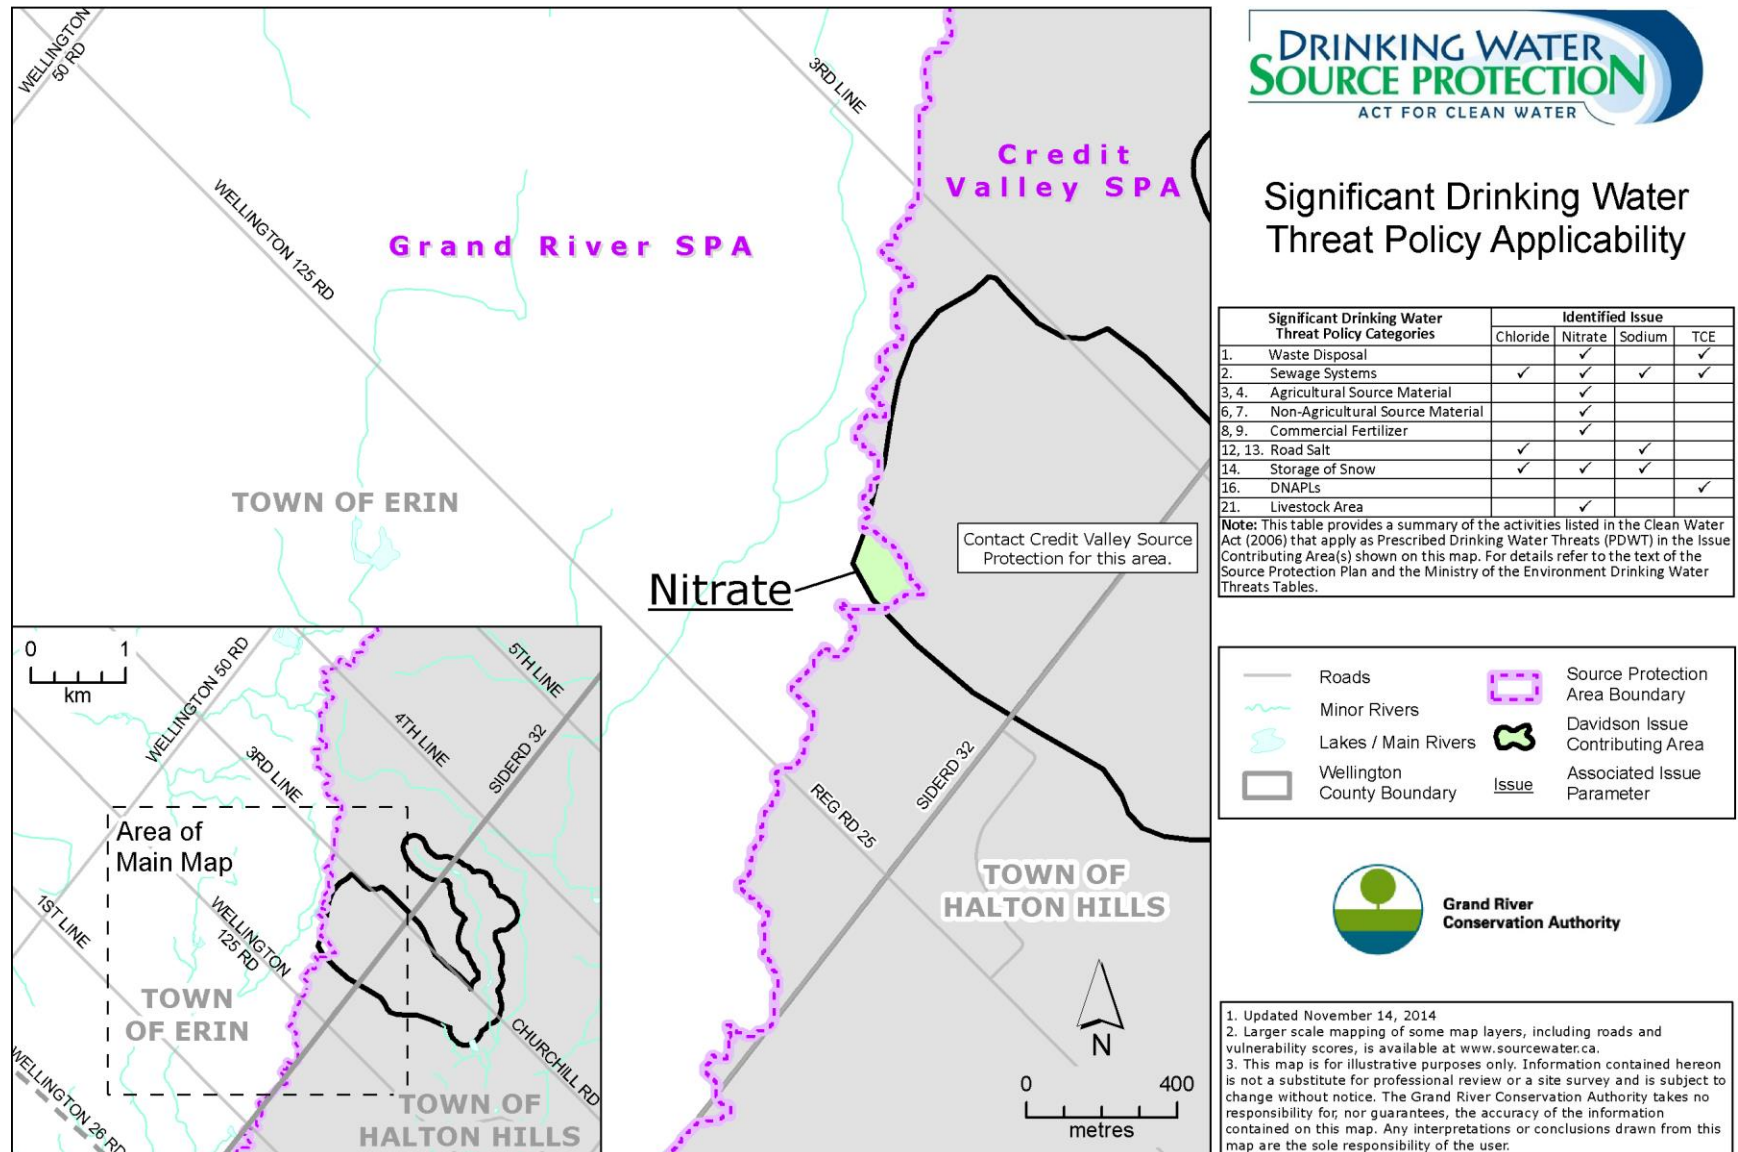 WELLINGTON
50 RD
3RD LINE
Credit
Valley SPA
WELLINGTON 125 RD
Grand River SPA
TOWN OF ERIN
Contact Credit Valley Source
Protection for this area.
Nitrate
REG RD 25
SIDERD 32
TOWN OF
HALTON HILLS
N
0 400
metres
0 1
km
WELLINGTON 50 RD
5TH LINE
4TH LINE
3RD LINE
SIDERD 32
Area of
Main Map
1ST LINE
WELLINGTON
125 RD
TOWN
OF ERIN
CHURCHILL RD
WELLINGTON 26 RD
TOWN OF
HALTON HILLS
DRINKING WATER
SOURCE PROTECTION
ACT FOR CLEAN WATER
Significant Drinking Water
Threat Policy Applicability
Significant Drinking Water
Threat Policy Categories
Identified Issue
Chloride Nitrate Sodium TCE
1. Waste Disposal ✓ ✓
2. Sewage Systems ✓ ✓ ✓ ✓
3, 4. Agricultural Source Material ✓
6, 7. Non-Agricultural Source Material ✓
8, 9. Commercial Fertilizer ✓
12, 13. Road Salt ✓ ✓
14. Storage of Snow ✓ ✓ ✓
16. DNAPLs ✓
21. Livestock Area ✓
Note: This table provides a summary of the activities listed in the Clean Water
Act (2006) that apply as Prescribed Drinking Water Threats (PDWT) in the Issue
Contributing Area(s) shown on this map. For details refer to the text of the
Source Protection Plan and the Ministry of the Environment Drinking Water
Threats Tables.
Roads
Minor Rivers
Lakes / Main Rivers
Wellington
County Boundary
Source Protection
Area Boundary
Davidson Issue
Contributing Area
Issue
Associated Issue
Parameter
Grand River
Conservation Authority
1. Updated November 14, 2014
2. Larger scale mapping of some map layers, including roads and
vulnerability scores, is available at www.sourcewater.ca.
3. This map is for illustrative purposes only. Information contained hereon
is not a substitute for professional review or a site survey and is subject to
change without notice. The Grand River Conservation Authority takes no
responsibility for, nor guarantees, the accuracy of the information
contained on this map. Any interpretations or conclusions drawn from this
map are the sole responsibility of the user.